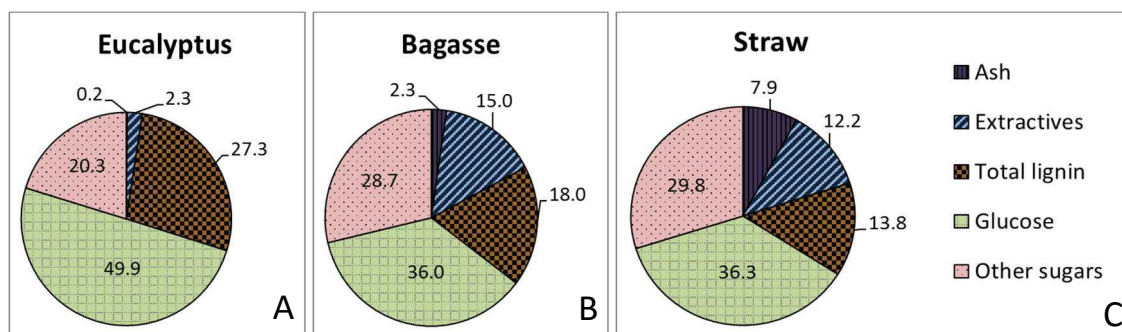 Eucalyptus
0.2
2.3
27.3
20.3
49.9
A
Bagasse
2.3
15.0
18.0
28.7
36.0
B
Straw
7.9
12.2
13.8
29.8
36.3
Ash
Extractives
Total lignin
Glucose
Other sugars
C